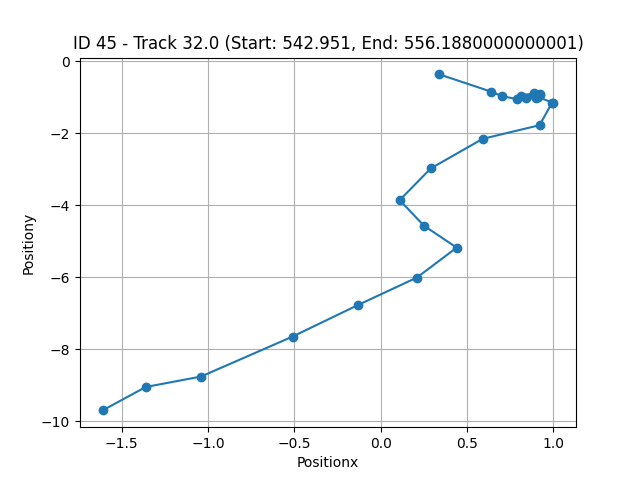 ID 45 - Track 32.0 (Start: 542.951, End: 556.1880000000001)
0
−2
−4
−6
−8
−10
Positiony
−1.5 −1.0 −0.5 0.0 0.5 1.0
Positionx